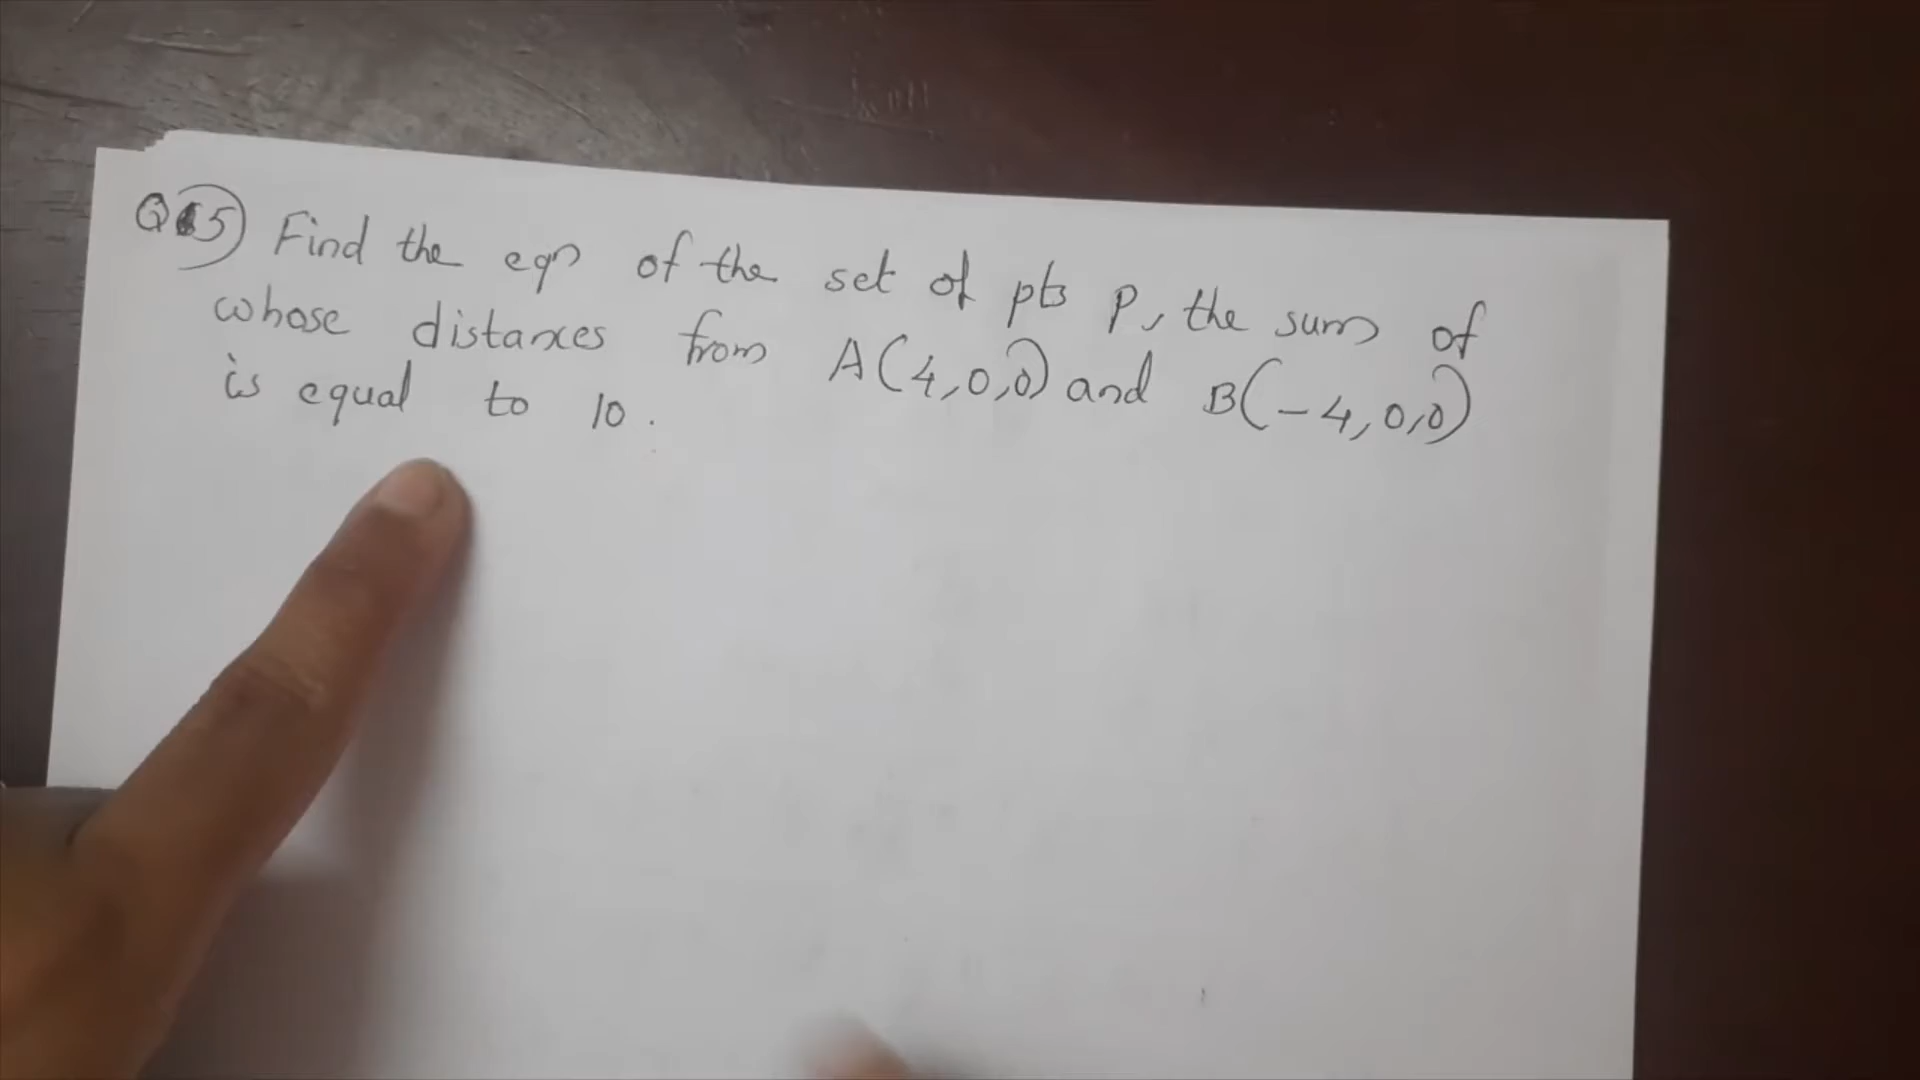 Q5) Find the eqn of the set of pts P, the sum of
whose distances from A(4,0,0) and B(-4,0,0)
is equal to 10.